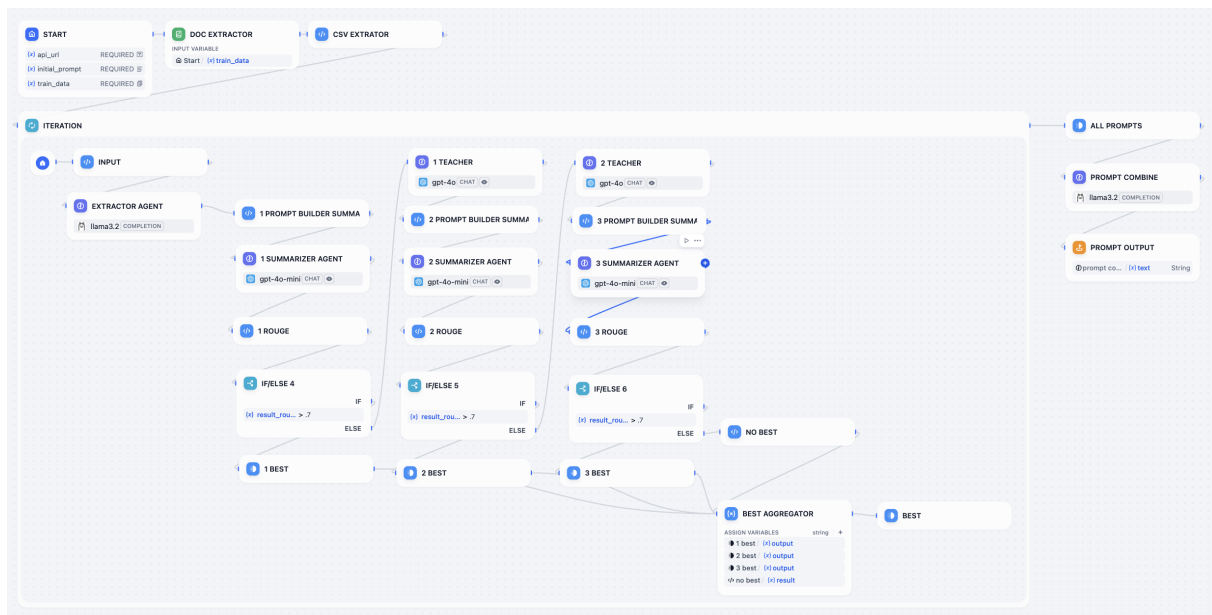 START
(x) api_url REQUIRED
(x) initial_prompt REQUIRED
(x) train_data REQUIRED
DOC EXTRACTOR
INPUT VARIABLE
Start / (x) train_data
CSV EXTRATOR
ITERATION
INPUT
EXTRACTOR AGENT
llama3.2 COMPLETION
1 PROMPT BUILDER SUMMA
1 SUMMARIZER AGENT
gpt-4o-mini CHAT
1 ROUGE
IF/ELSE 4
IF
(x) result_rou... > .7
ELSE
1 BEST
1 TEACHER
gpt-4o CHAT
2 PROMPT BUILDER SUMMA
2 SUMMARIZER AGENT
gpt-4o-mini CHAT
2 ROUGE
IF/ELSE 5
IF
(x) result_rou... > .7
ELSE
2 BEST
2 TEACHER
gpt-4o CHAT
3 PROMPT BUILDER SUMMA
3 SUMMARIZER AGENT
gpt-4o-mini CHAT
3 ROUGE
IF/ELSE 6
IF
(x) result_rou... > .7
ELSE
3 BEST
NO BEST
BEST AGGREGATOR
ASSIGN VARIABLES string +
1 best / (x) output
2 best / (x) output
3 best / (x) output
no best / (x) result
BEST
ALL PROMPTS
PROMPT COMBINE
llama3.2 COMPLETION
PROMPT OUTPUT
prompt co... / (x) text String